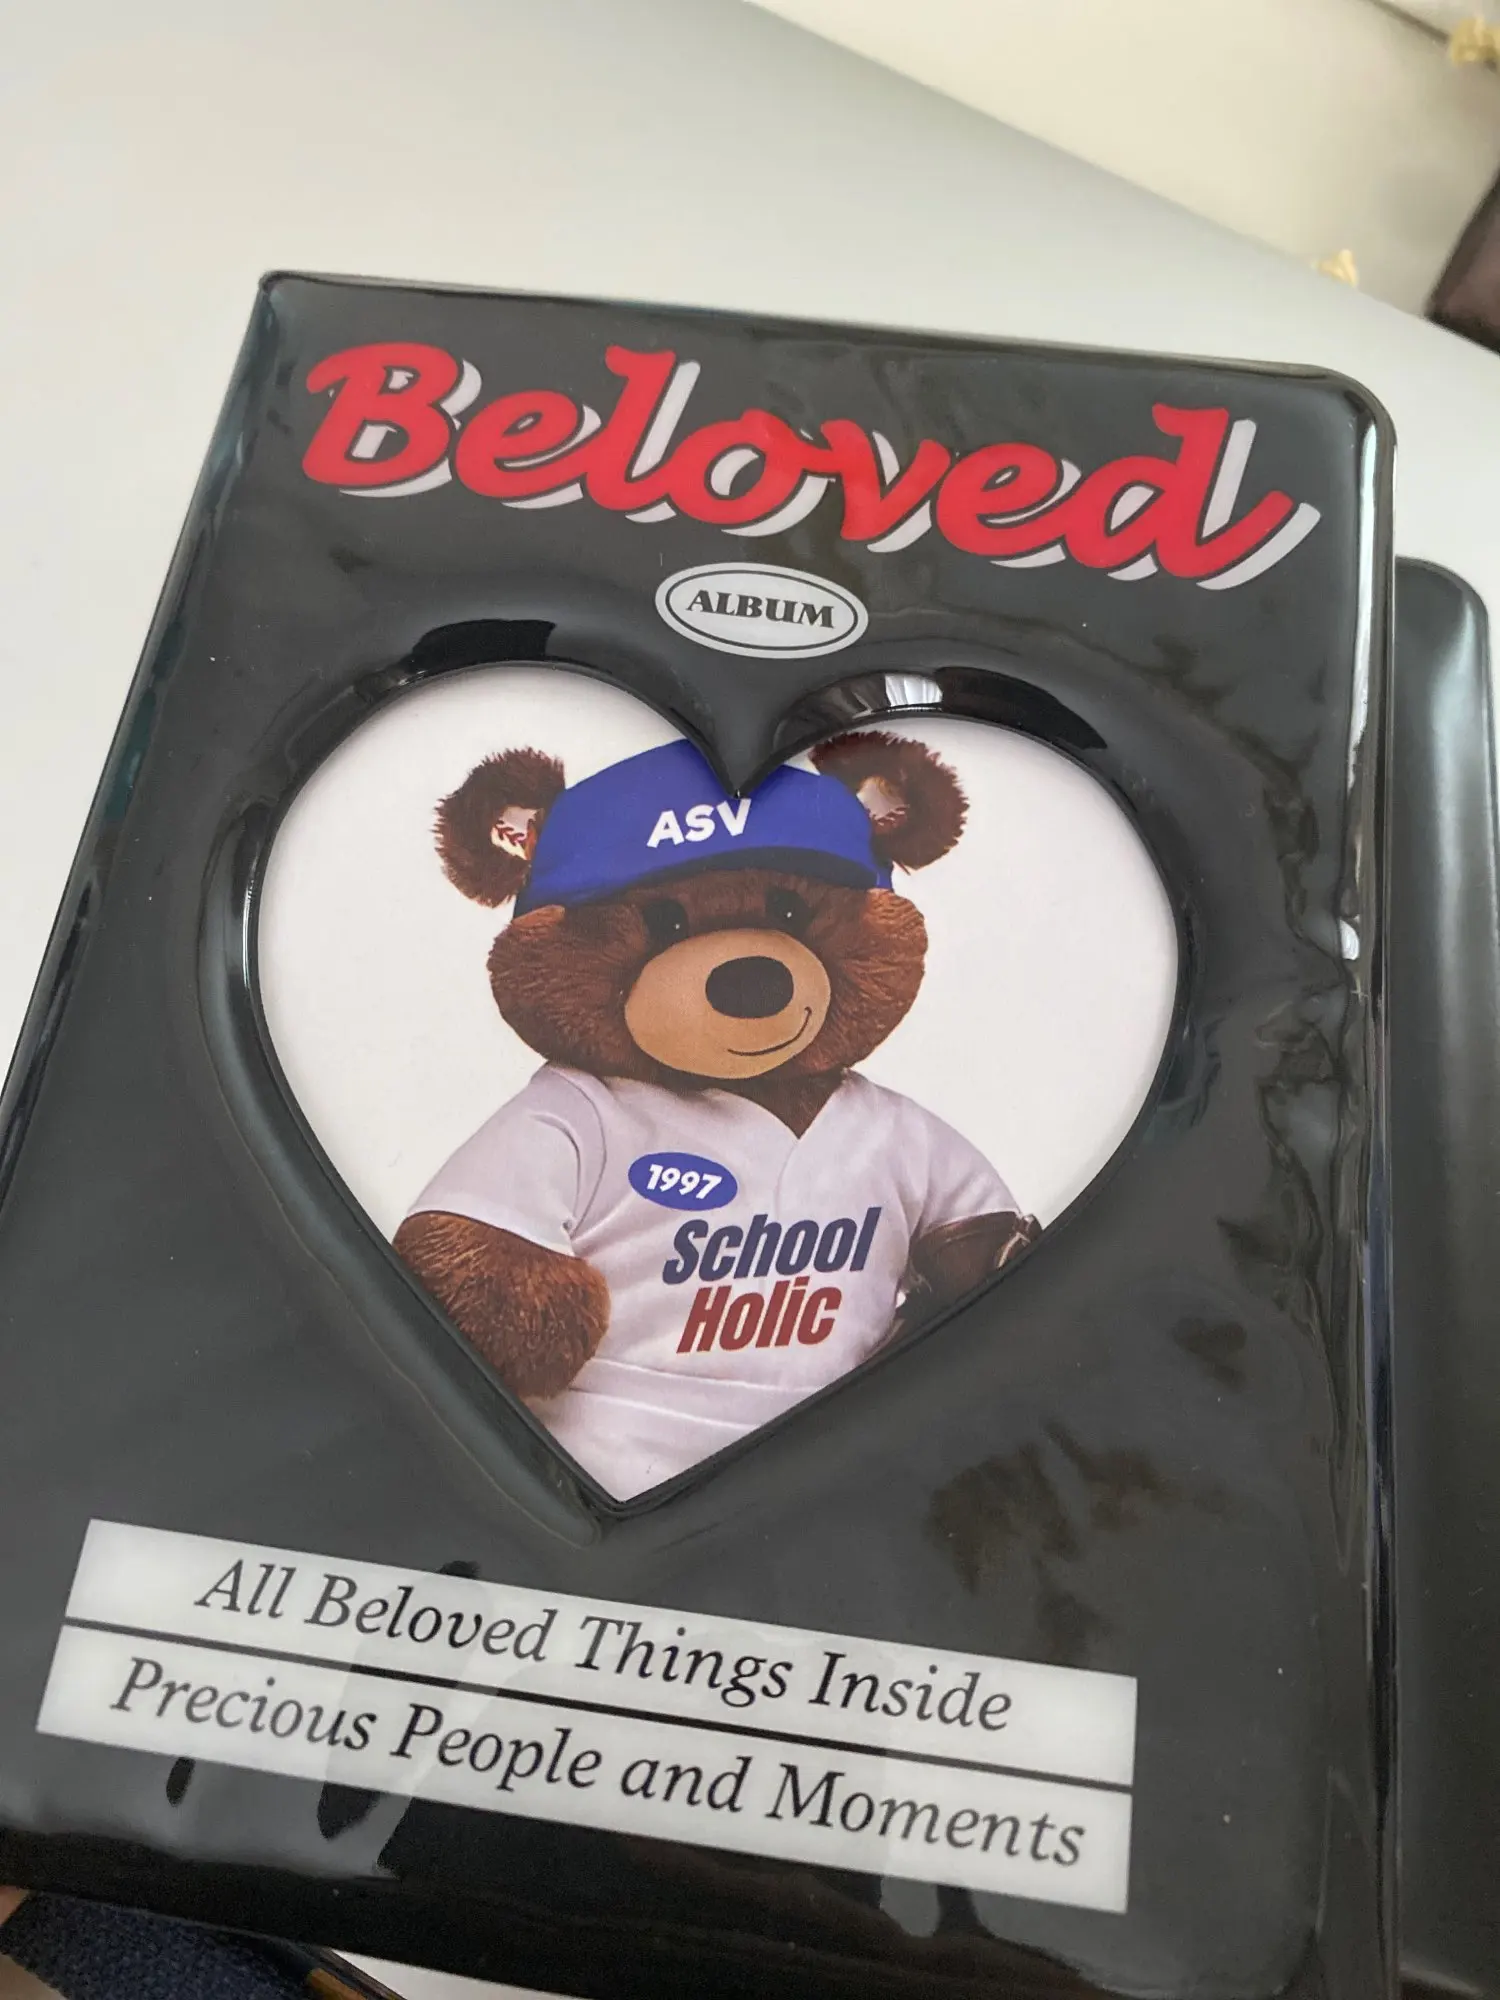 Beloved
ALBUM
ASV
1997
School
Holic
All Beloved Things Inside
Precious People and Moments